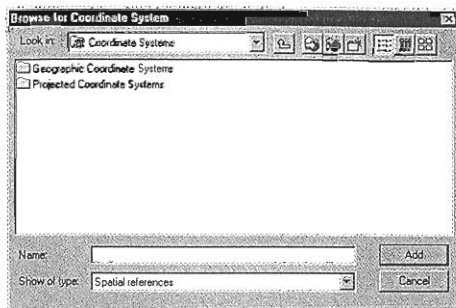 Browse for Coordinate System
Look in: Coordinate Systems
Geographic Coordinate Systems
Projected Coordinate Systems
Name:
Add
Show of type: Spatial references
Cancel